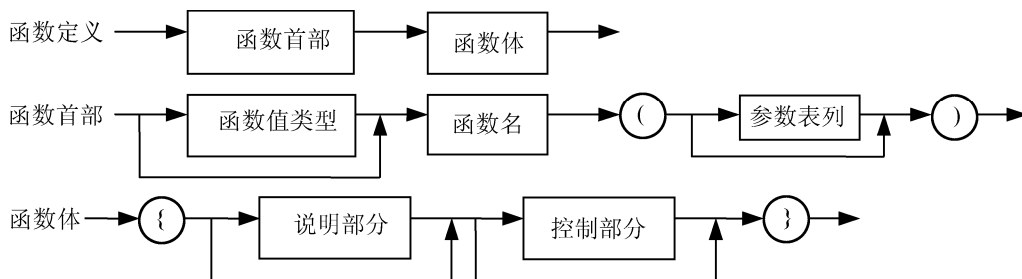 函数定义 函数首部 函数体
函数首部 函数值类型 函数名 ( 参数表列 )
函数体 { 说明部分 控制部分 }